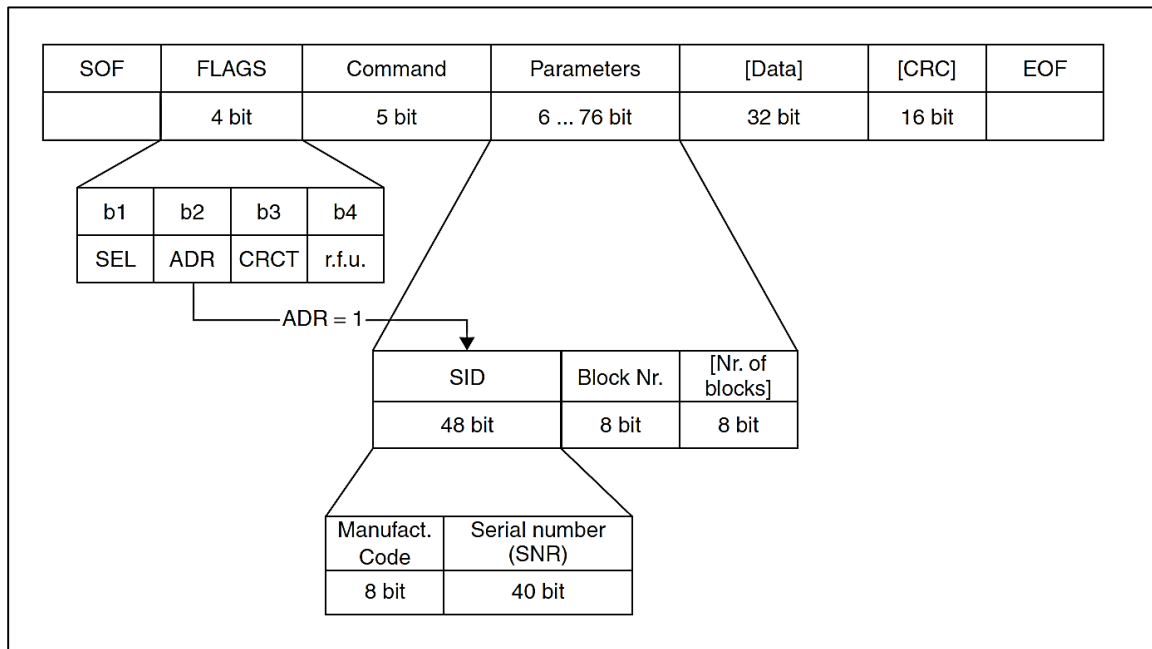 SOF FLAGS Command Parameters [Data] [CRC] EOF
4 bit 5 bit 6 ... 76 bit 32 bit 16 bit
b1 b2 b3 b4
SEL ADR CRCT r.f.u.
ADR = 1
SID Block Nr. [Nr. of
blocks]
48 bit 8 bit 8 bit
Manufact. Serial number
Code (SNR)
8 bit 40 bit